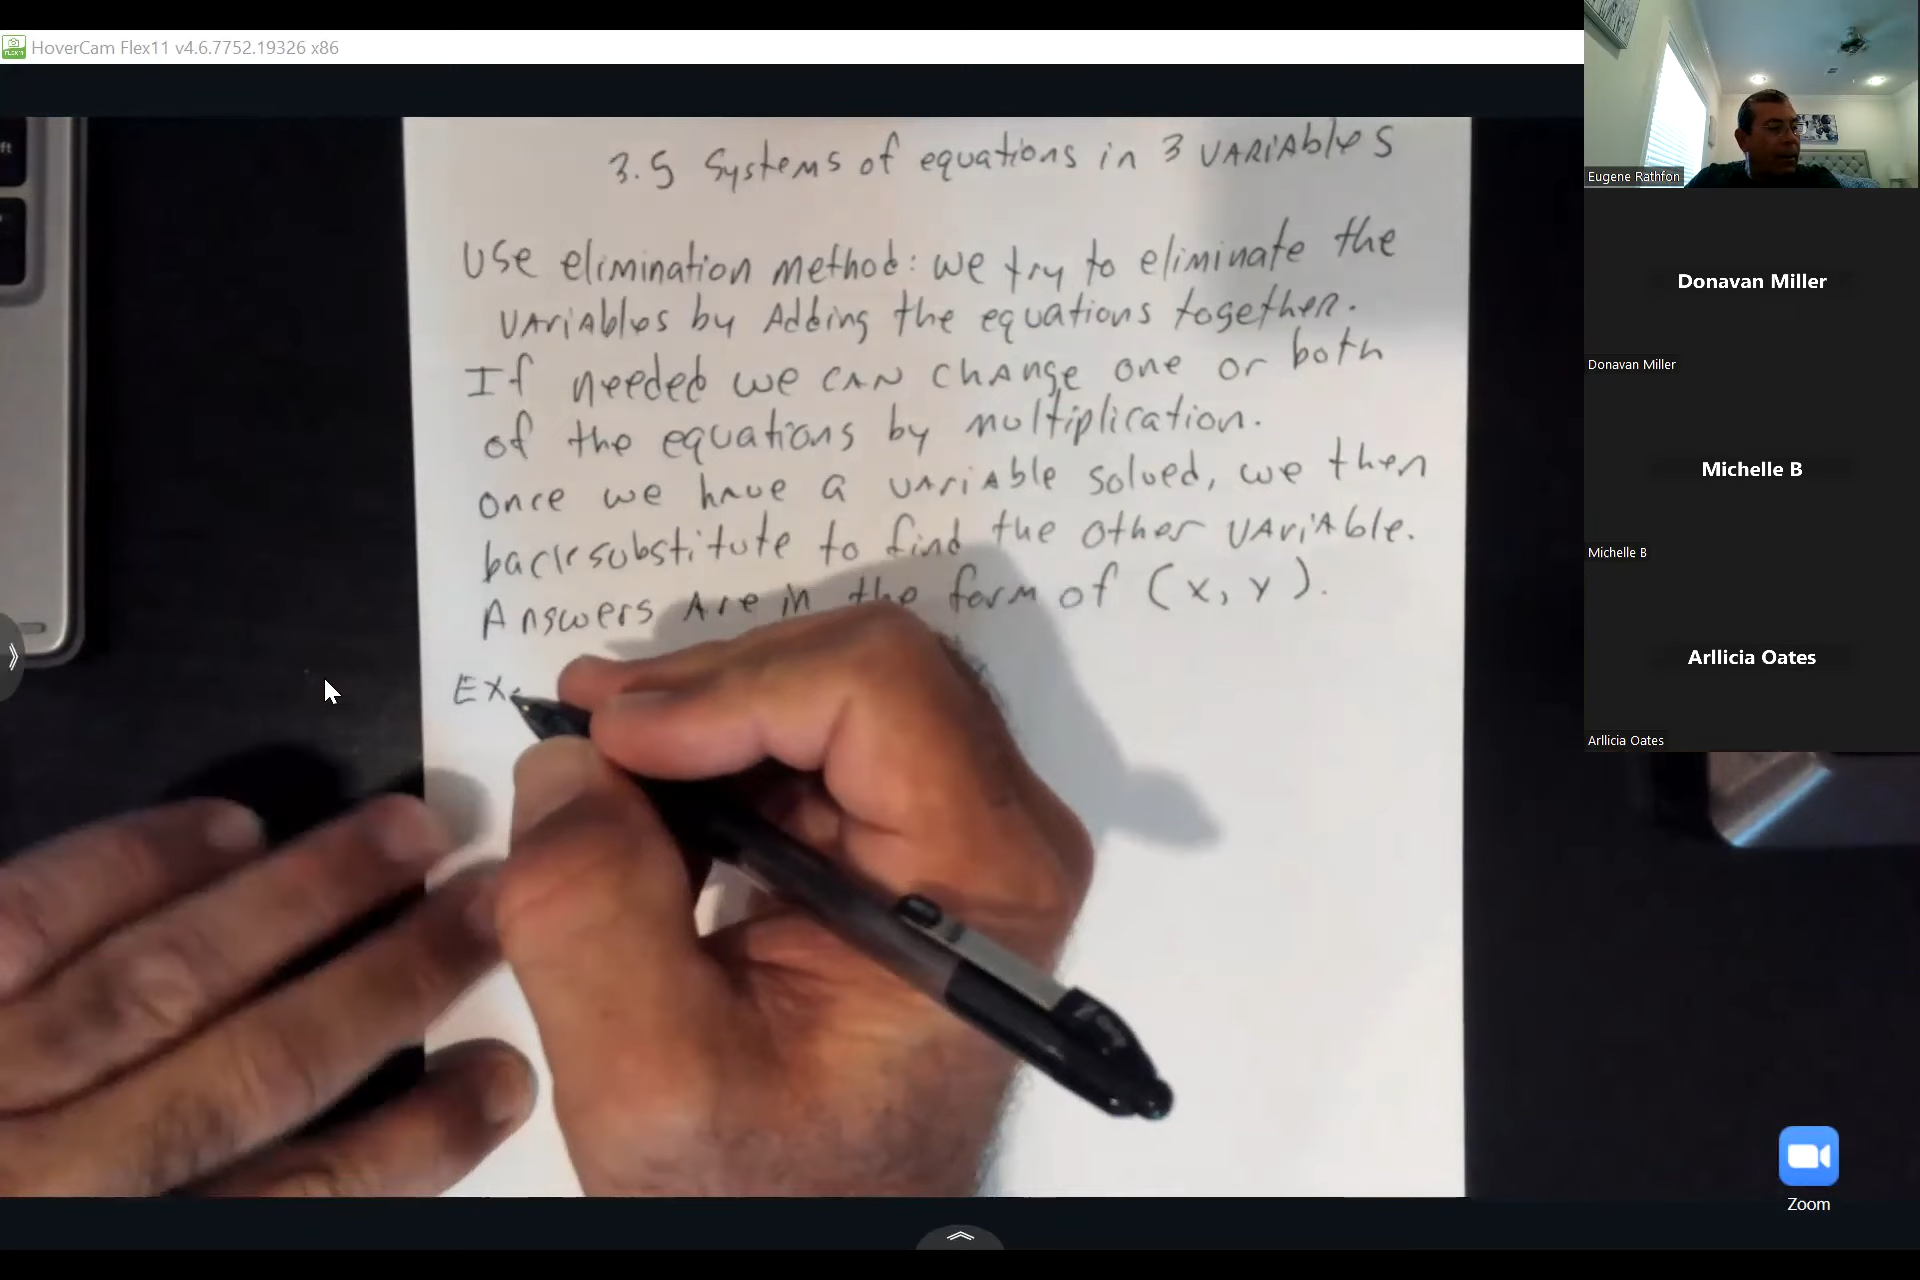 HoverCam Flex11 v4.6.7752.19326 x86
3.5 Systems of equations in 3 VARIABLES
Use elimination method: we try to eliminate the
VARIABLES by Adding the equations together.
If needed we CAN change one or both
of the equations by multiplication.
once we have a variable solved, we then
backsubstitute to find the other VARIABLE.
Answers Are in the form of (x, y).
EX.
Eugene Rathfon
Donavan Miller
Donavan Miller
Michelle B
Michelle B
Arllicia Oates
Arllicia Oates
Zoom